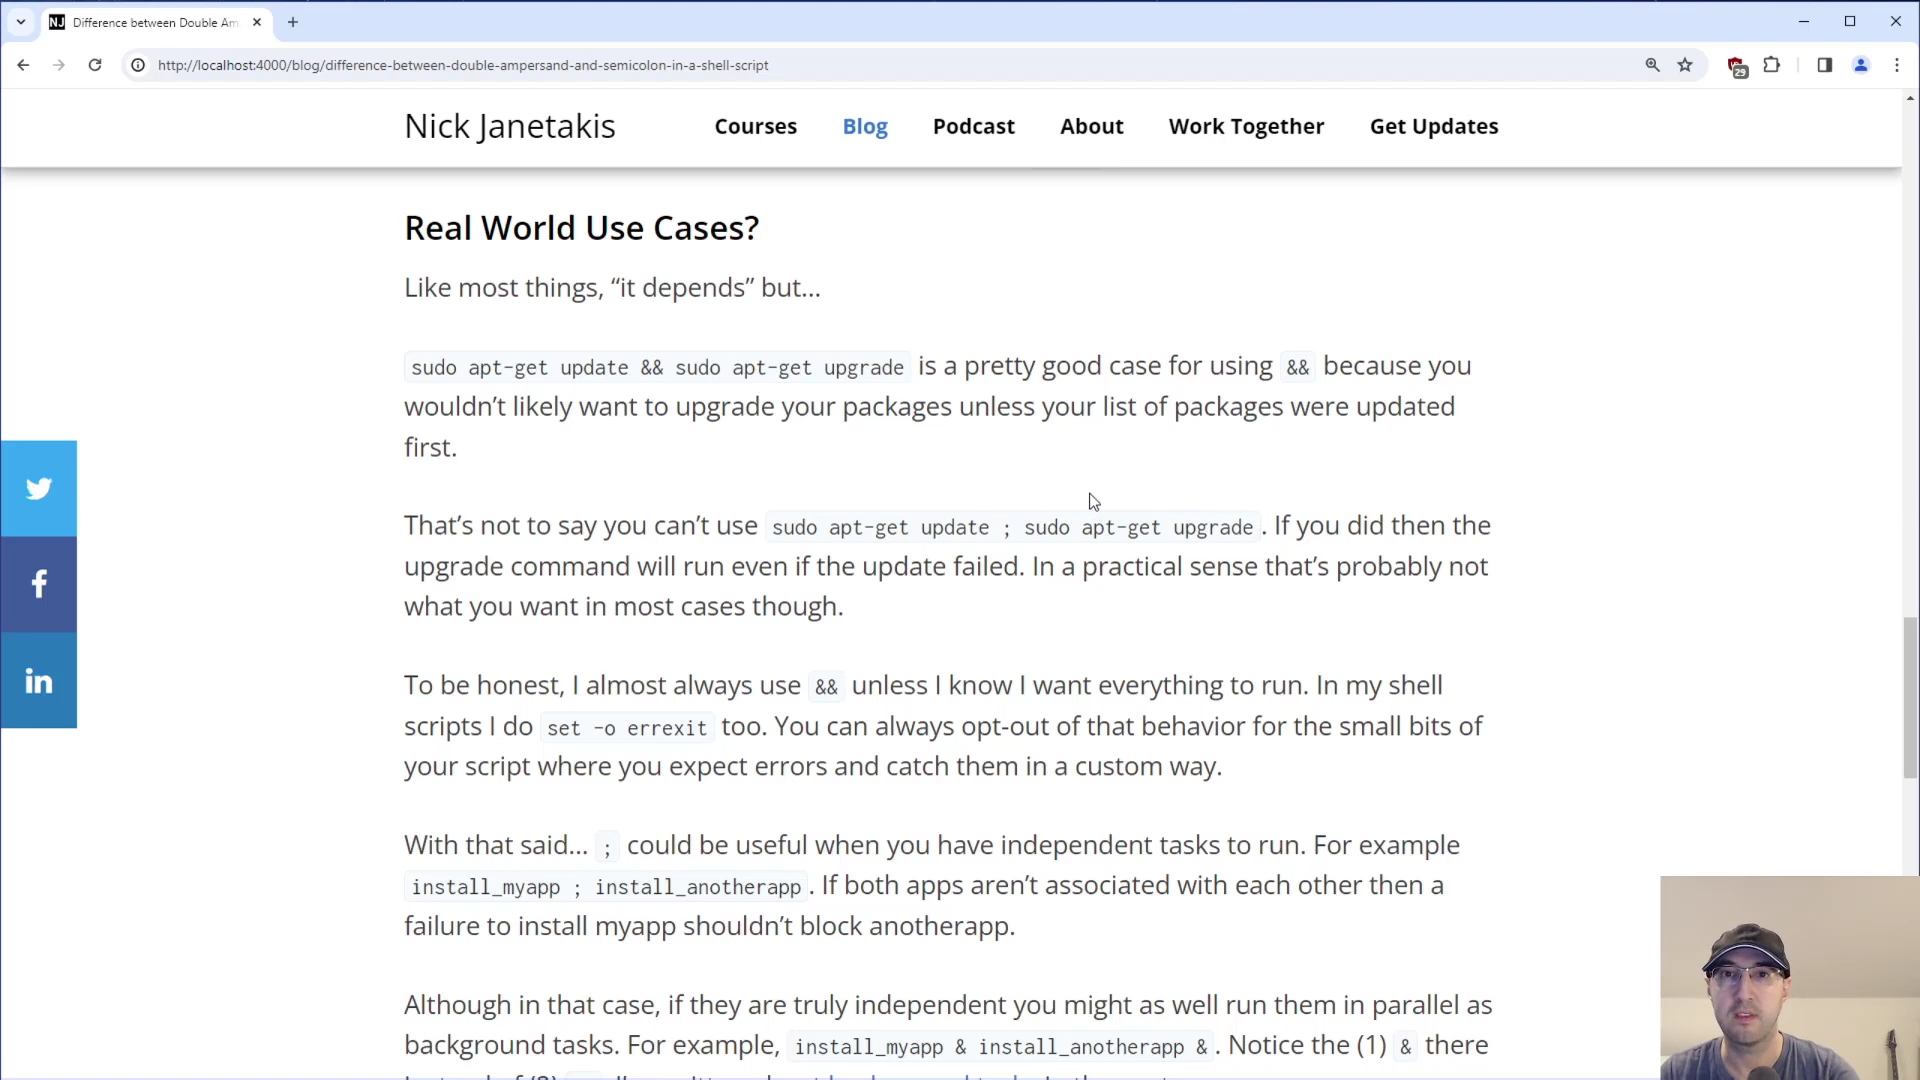 NJ Difference between Double Am
http://localhost:4000/blog/difference-between-double-ampersand-and-semicolon-in-a-shell-script
29
Nick Janetakis Courses Blog Podcast About Work Together Get Updates
Real World Use Cases?
Like most things, “it depends” but…
sudo apt-get update && sudo apt-get upgrade is a pretty good case for using && because you
wouldn’t likely want to upgrade your packages unless your list of packages were updated
first.
That’s not to say you can’t use sudo apt-get update ; sudo apt-get upgrade. If you did then the
upgrade command will run even if the update failed. In a practical sense that’s probably not
what you want in most cases though.
To be honest, I almost always use && unless I know I want everything to run. In my shell
scripts I do set -o errexit too. You can always opt-out of that behavior for the small bits of
your script where you expect errors and catch them in a custom way.
With that said… ; could be useful when you have independent tasks to run. For example
install_myapp ; install_anotherapp. If both apps aren’t associated with each other then a
failure to install myapp shouldn’t block anotherapp.
Although in that case, if they are truly independent you might as well run them in parallel as
background tasks. For example, install_myapp & install_anotherapp &. Notice the (1) & there